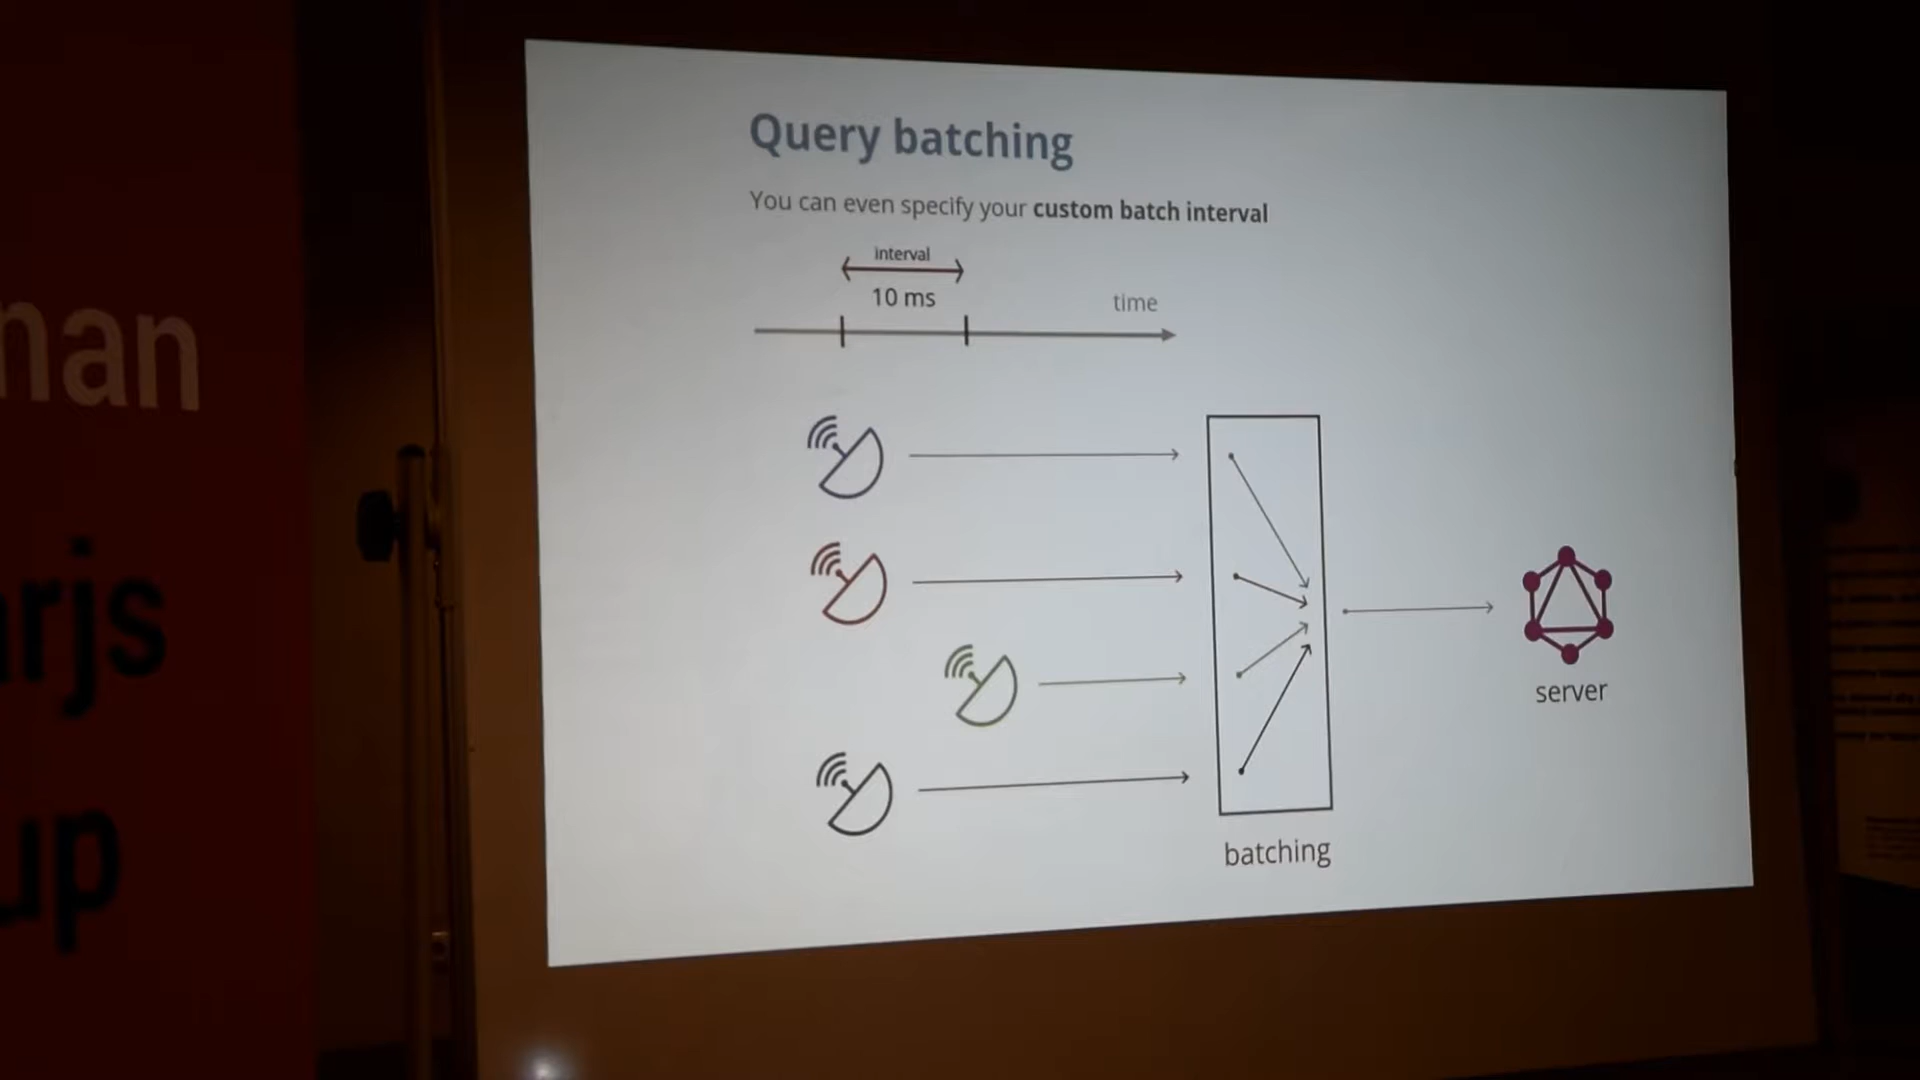 Query batching
You can even specify your custom batch interval
interval
10 ms
time
server
batching
nan
rjs
up